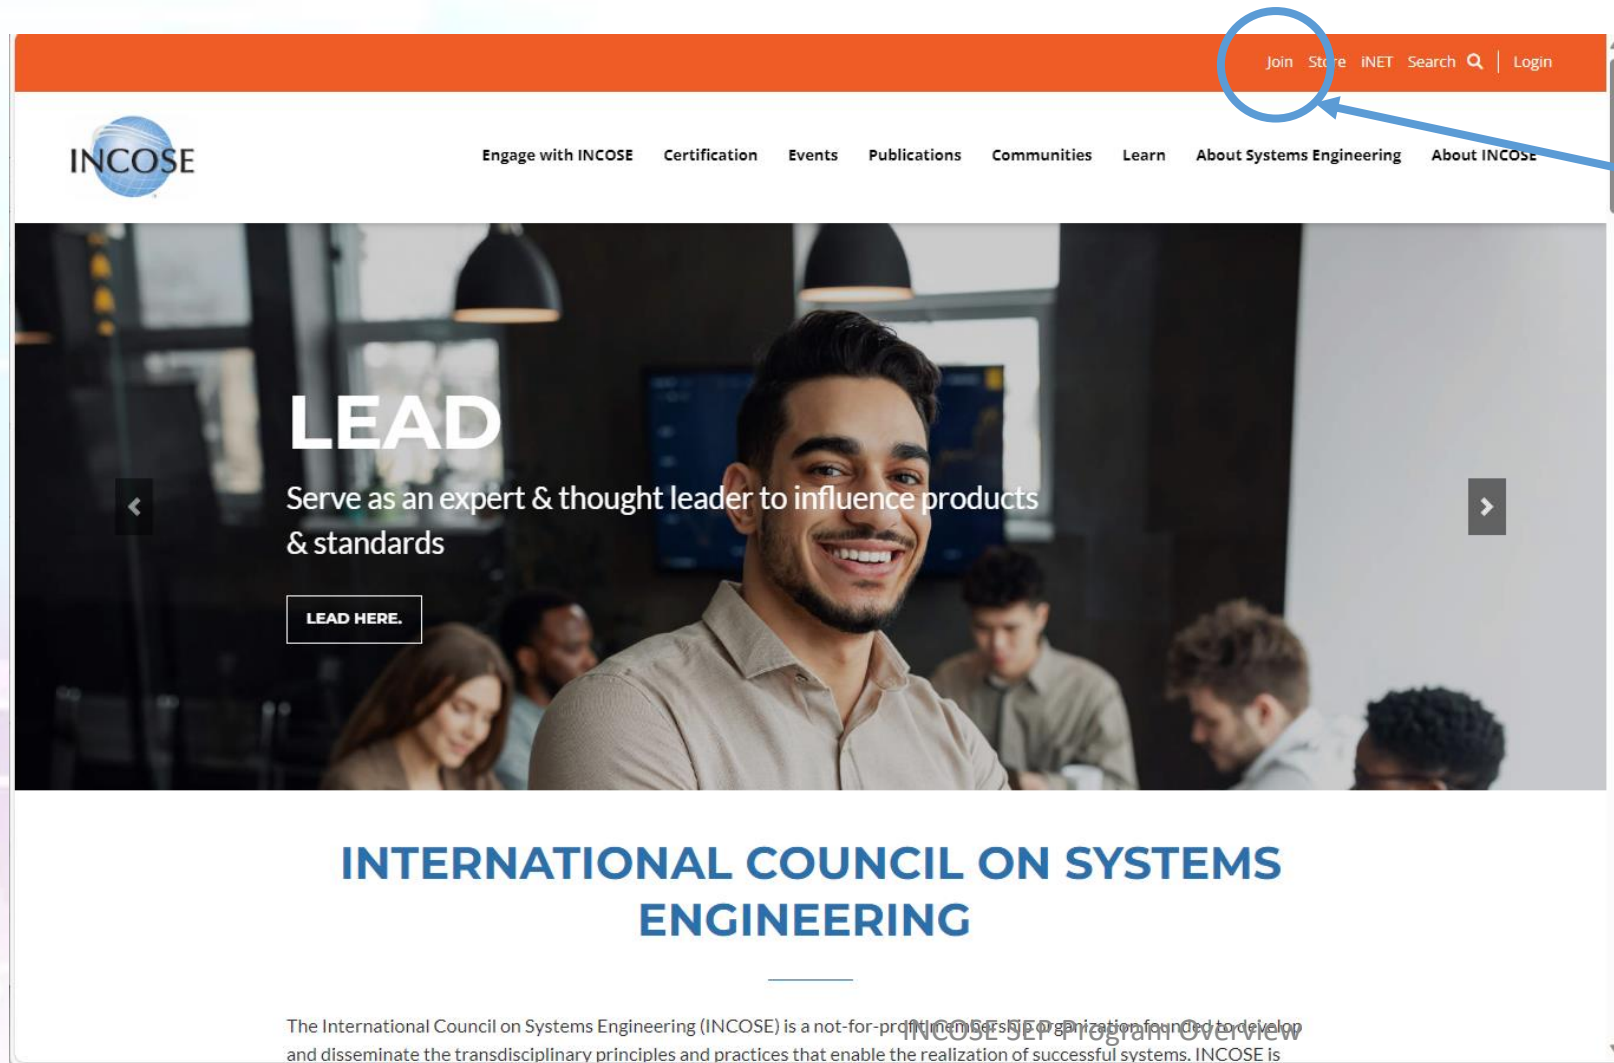 Join Store iNET Search Login
INCOSE
Engage with INCOSE Certification Events Publications Communities Learn About Systems Engineering About INCOSE
LEAD
Serve as an expert & thought leader to influence products
& standards
LEAD HERE.
INTERNATIONAL COUNCIL ON SYSTEMS
ENGINEERING
The International Council on Systems Engineering (INCOSE) is a not-for-profit membership organization founded to develop
INCOSE SEP Program Overview
and disseminate the transdisciplinary principles and practices that enable the realization of successful systems. INCOSE is